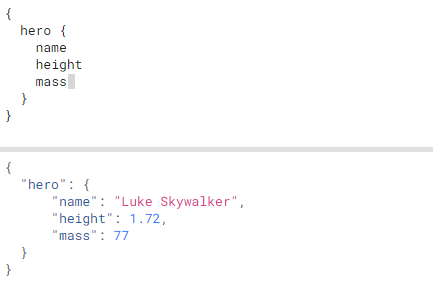 {
  hero {
    name
    height
    mass
  }
}
{
  "hero": {
      "name": "Luke Skywalker",
      "height": 1.72,
      "mass": 77
  }
}